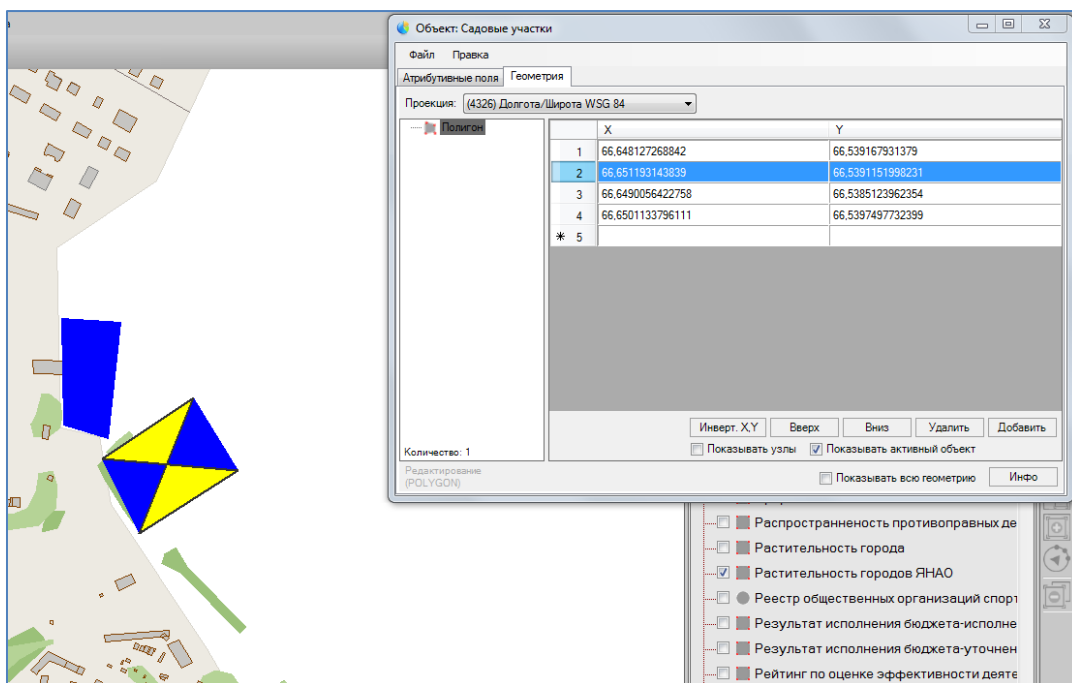 а
Объект: Садовые участки
Файл Правка
Атрибутивные поля Геометрия
Проекция: (4326) Долгота/Широта WSG 84
Полигон
X Y
1 66,648127268842 66,539167931379
2 66,651193143839 66,5391151998231
3 66,6490056422758 66,5385123962354
4 66,6501133796111 66,5397497732399
* 5
Инверт. X,Y Вверх Вниз Удалить Добавить
Количество: 1 Показывать узлы Показывать активный объект
Редактирование
(POLYGON) Показывать всю геометрию Инфо
Распространненость противоправных де
Растительность города
Растительность городов ЯНАО
Реестр общественных организаций спорт
Результат исполнения бюджета-исполне
Результат исполнения бюджета-уточнен
Рейтинг по оценке эффективности деяте